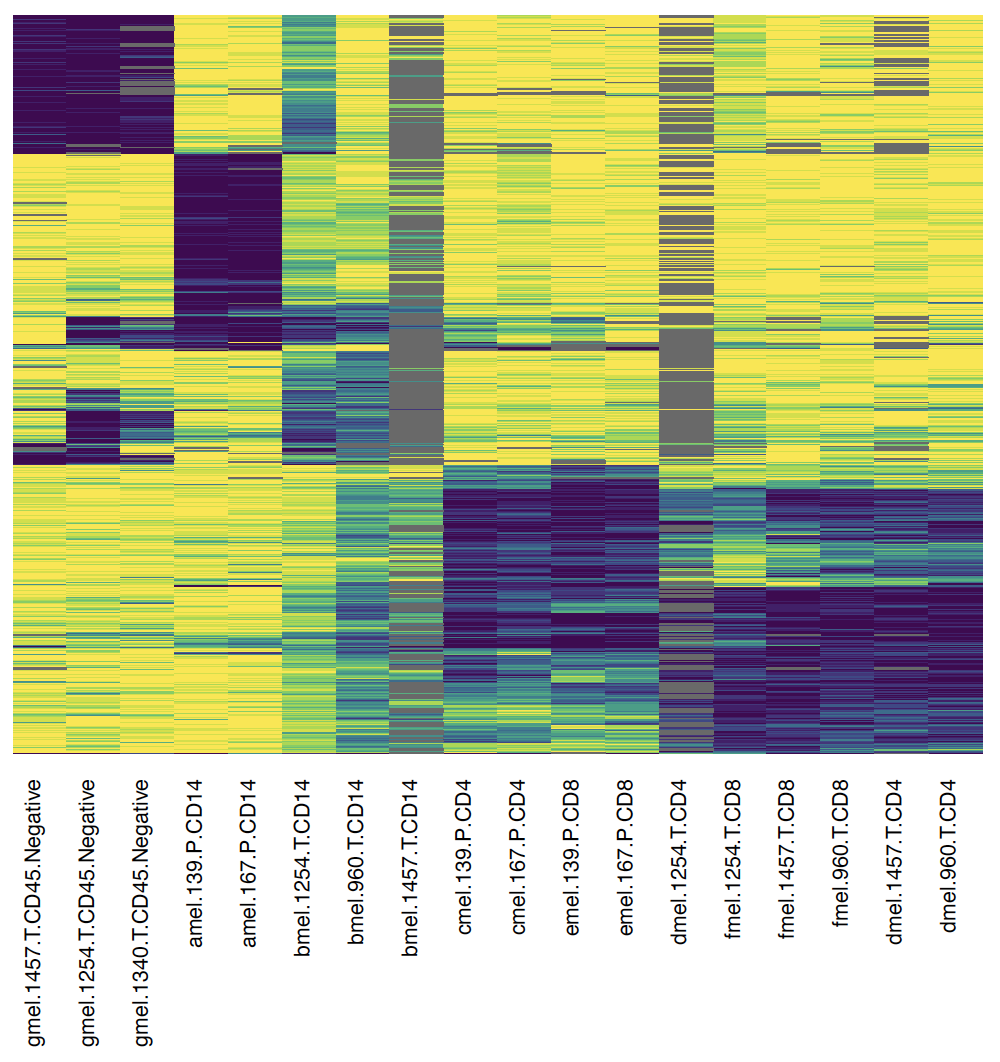 gmel.1457.T.CD45.Negative
gmel.1254.T.CD45.Negative
gmel.1340.T.CD45.Negative
amel.139.P.CD14
amel.167.P.CD14
bmel.1254.T.CD14
bmel.960.T.CD14
bmel.1457.T.CD14
cmel.139.P.CD4
cmel.167.P.CD4
emel.139.P.CD8
emel.167.P.CD8
dmel.1254.T.CD4
fmel.1254.T.CD8
fmel.1457.T.CD8
fmel.960.T.CD8
dmel.1457.T.CD4
dmel.960.T.CD4